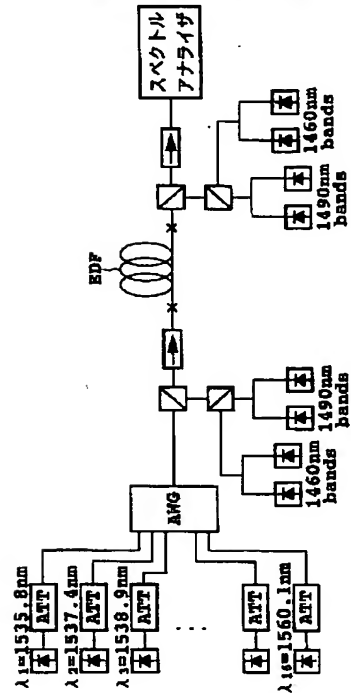 λ1=1535.8nm
ATT
λ2=1537.4nm
ATT
λ3=1538.9nm
ATT
...
ATT
λ16=1560.1nm
ATT
AWG
1460nm
bands
1490nm
bands
EDF
1490nm
bands
1460nm
bands
スペクトル
アナライザ